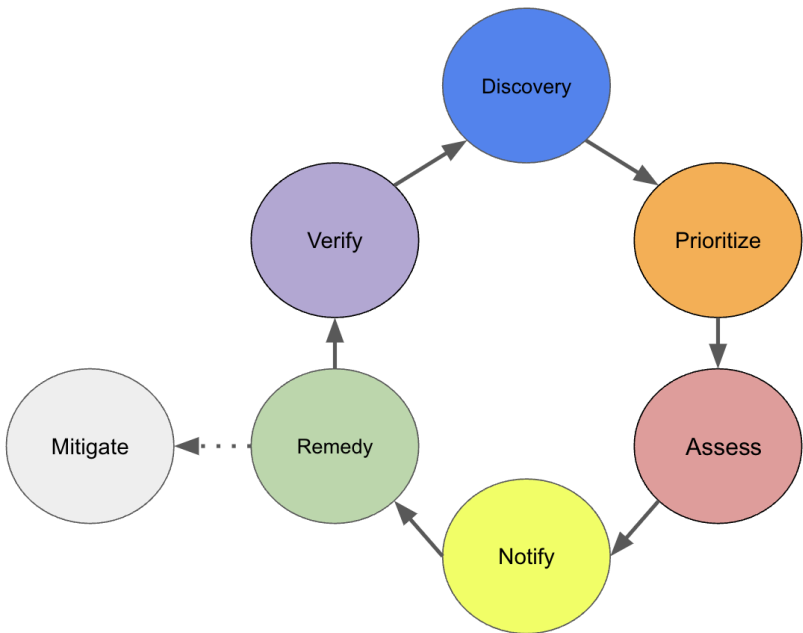 Discovery
Verify
Prioritize
Mitigate
Remedy
Assess
Notify